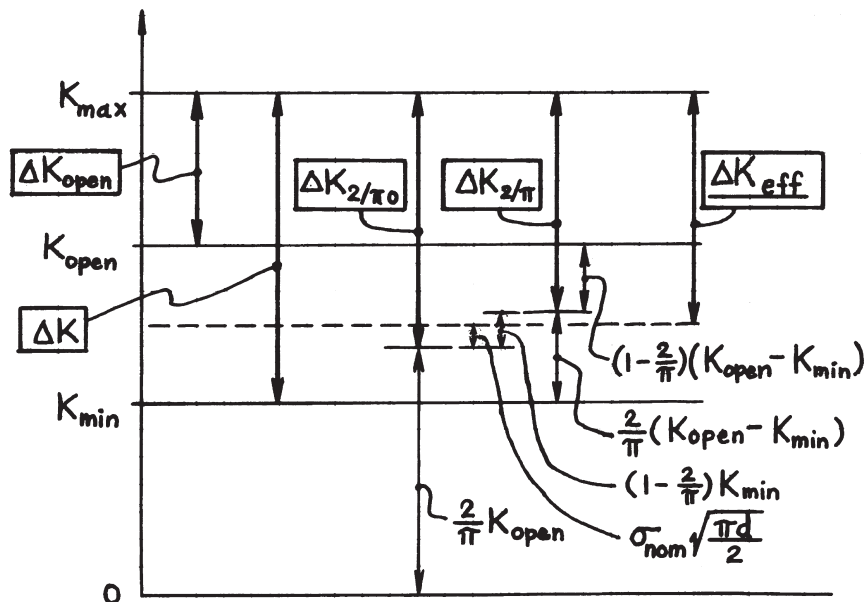 K_max
ΔK_open
ΔK_2/π0
ΔK_2/π
ΔK_eff
K_open
ΔK
(1-2/π)(K_open-K_min)
K_min
2/π(K_open-K_min)
(1-2/π)K_min
2/π K_open
σ_nom√(πd/2)
0